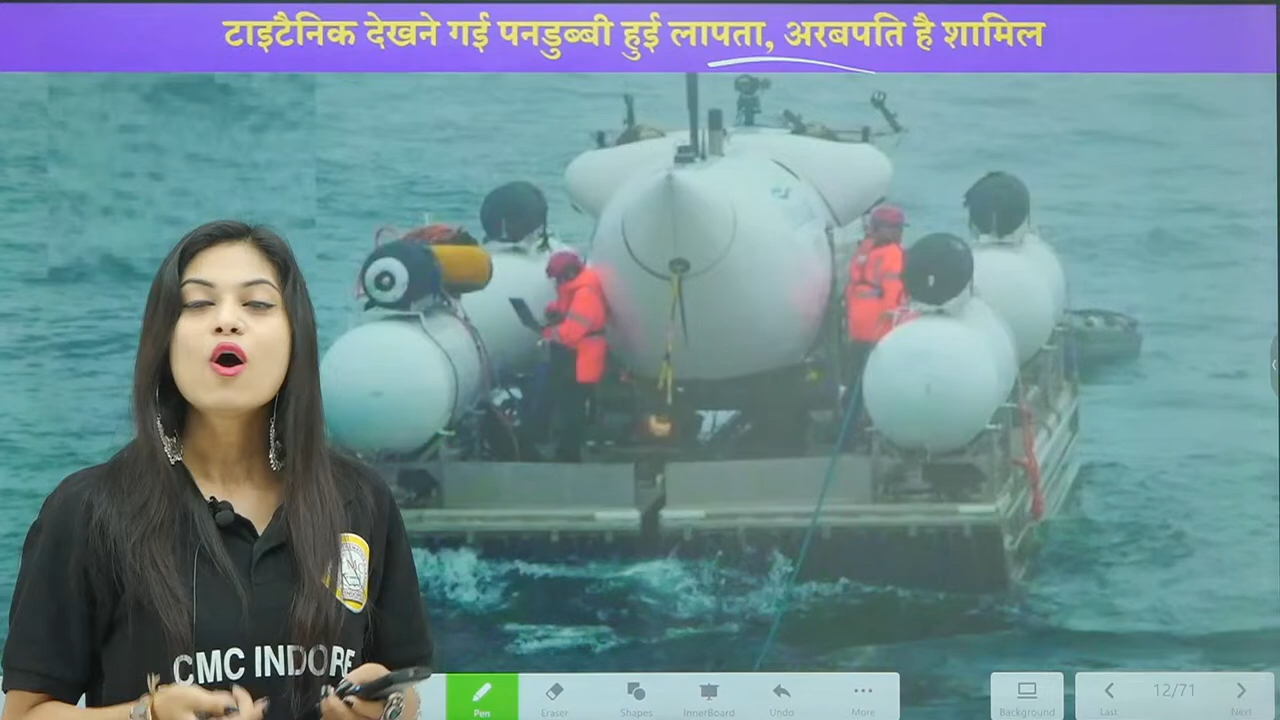 टाइटैनिक देखने गई पनडुब्बी हुई लापता, अरबपति है शामिल
CMC INDORE
Pen
Eraser
Shapes
InnerBoard
Undo
More
Background
Last
12/71
Next